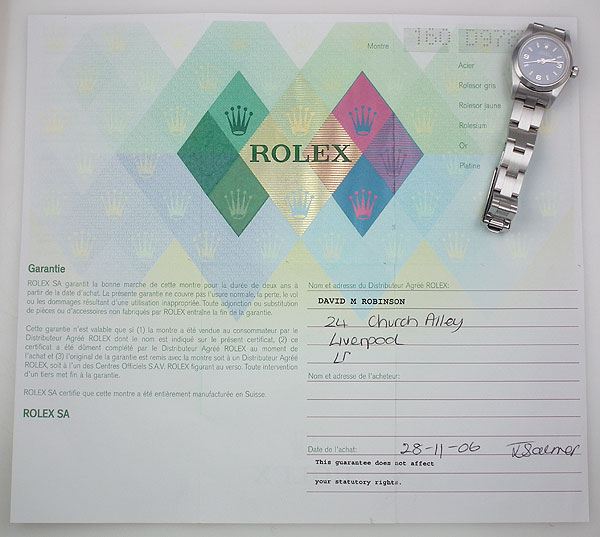 Montre 160 D97
Acier
Rolesor gris
Rolesor jaune
Rolesium
Or
Platine
ROLEX
Garantie
ROLEX SA garantit la bonne marche de cette montre pour la durée de deux ans à
partir de la date d'achat. La présente garantie ne couvre pas l'usure normale, la perte, le vol
ou les dommages résultant d'une utilisation inappropriée. Toute adjonction ou substitution
de pièces ou d'accessoires non fabriqués par ROLEX entraîne la fin de la garantie.
Cette garantie n'est valable que si (1) la montre a été vendue au consommateur par le
Distributeur Agréé ROLEX dont le nom est indiqué sur le présent certificat, (2) ce
certificat a été dûment complété par le Distributeur Agréé ROLEX au moment de
l'achat et (3) l'original de la garantie est remis avec la montre soit à un Distributeur Agréé
ROLEX, soit à l'un des Centres Officiels S.A.V. ROLEX figurant au verso. Toute intervention
d'un tiers met fin à la garantie.
ROLEX SA certifie que cette montre a été entièrement manufacturée en Suisse.
ROLEX SA
Nom et adresse du Distributeur Agréé ROLEX:
DAVID M ROBINSON
24 Church Alley
Liverpool
L1
Nom et adresse de l'acheteur:
Date de l'achat: 28-11-06
This guarantee does not affect
your statutory rights.